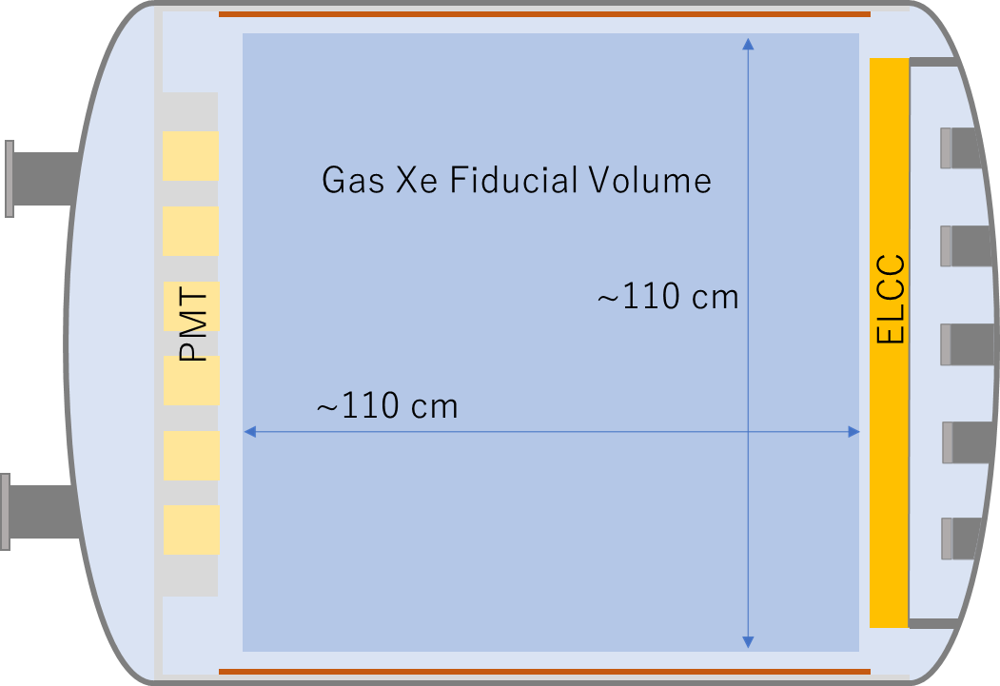 Gas Xe Fiducial Volume
~110 cm
~110 cm
PMT
ELCC